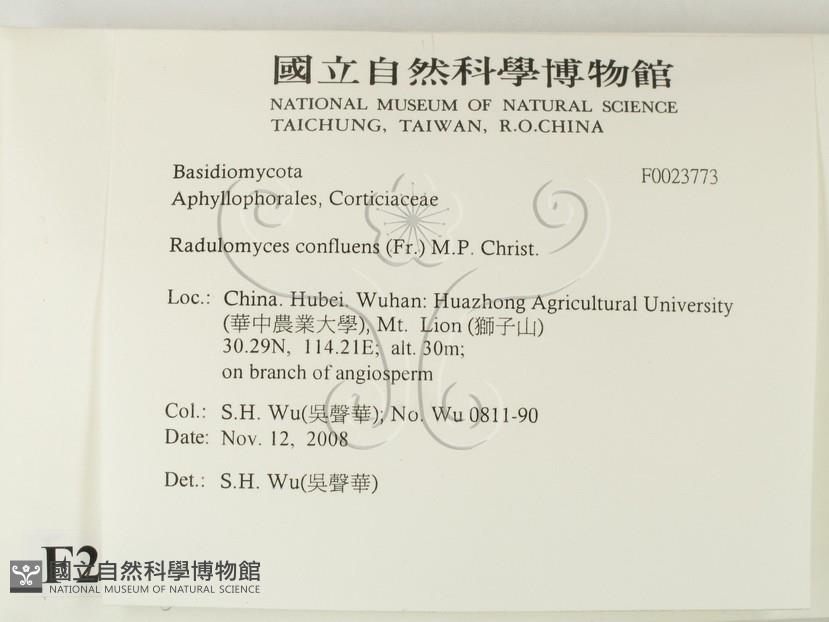 國立自然科學博物館
NATIONAL MUSEUM OF NATURAL SCIENCE
TAICHUNG, TAIWAN, R.O.CHINA
Basidiomycota
F0023773
Aphyllophorales, Corticiaceae
Radulomyces confluens (Fr.) M.P. Christ.
Loc.: China. Hubei. Wuhan: Huazhong Agricultural University
(華中農業大學), Mt. Lion (獅子山)
30.29N, 114.21E; alt. 30m;
on branch of angiosperm
Col.: S.H. Wu(吳聲華); No. Wu 0811-90
Date: Nov. 12, 2008
Det.: S.H. Wu(吳聲華)
F2
國立自然科學博物館
NATIONAL MUSEUM OF NATURAL SCIENCE